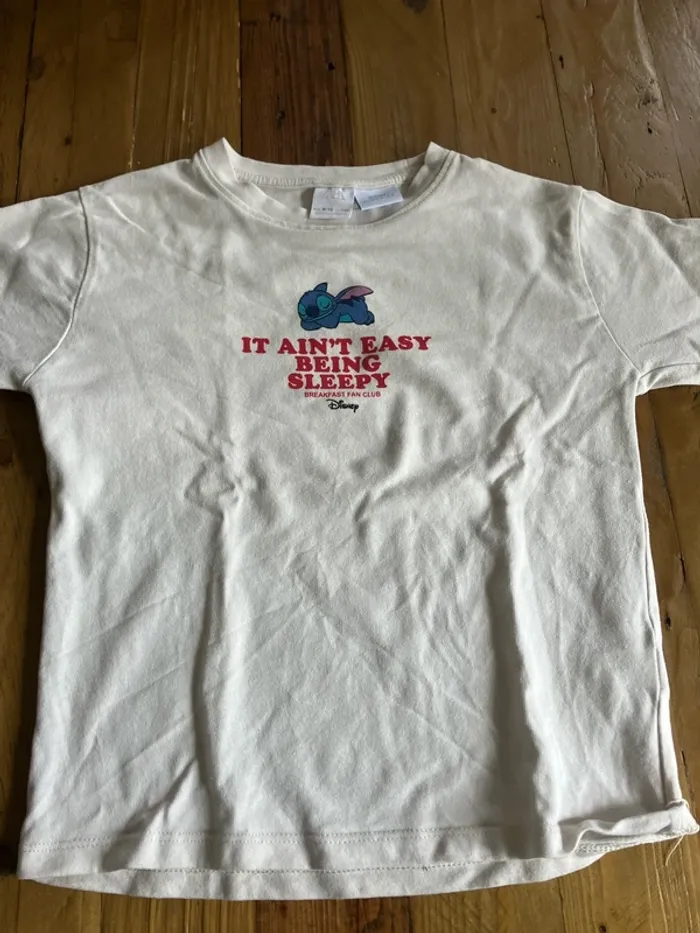 IT AIN'T EASY
BEING
SLEEPY
BREAKFAST FAN CLUB
Disney